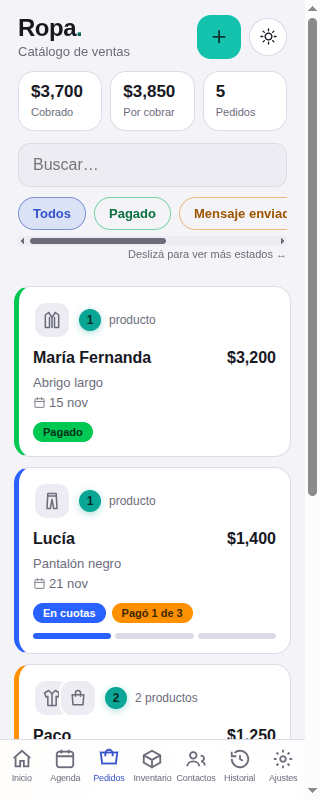 Ropa.
Catálogo de ventas
$3,700
Cobrado
$3,850
Por cobrar
5
Pedidos
Buscar…
Todos
Pagado
Mensaje enviad
Deslizá para ver más estados ↔
1 producto
María Fernanda $3,200
Abrigo largo
15 nov
Pagado
1 producto
Lucía $1,400
Pantalón negro
21 nov
En cuotas Pagó 1 de 3
2 2 productos
Paco $1,250
Inicio Agenda Pedidos Inventario Contactos Historial Ajustes